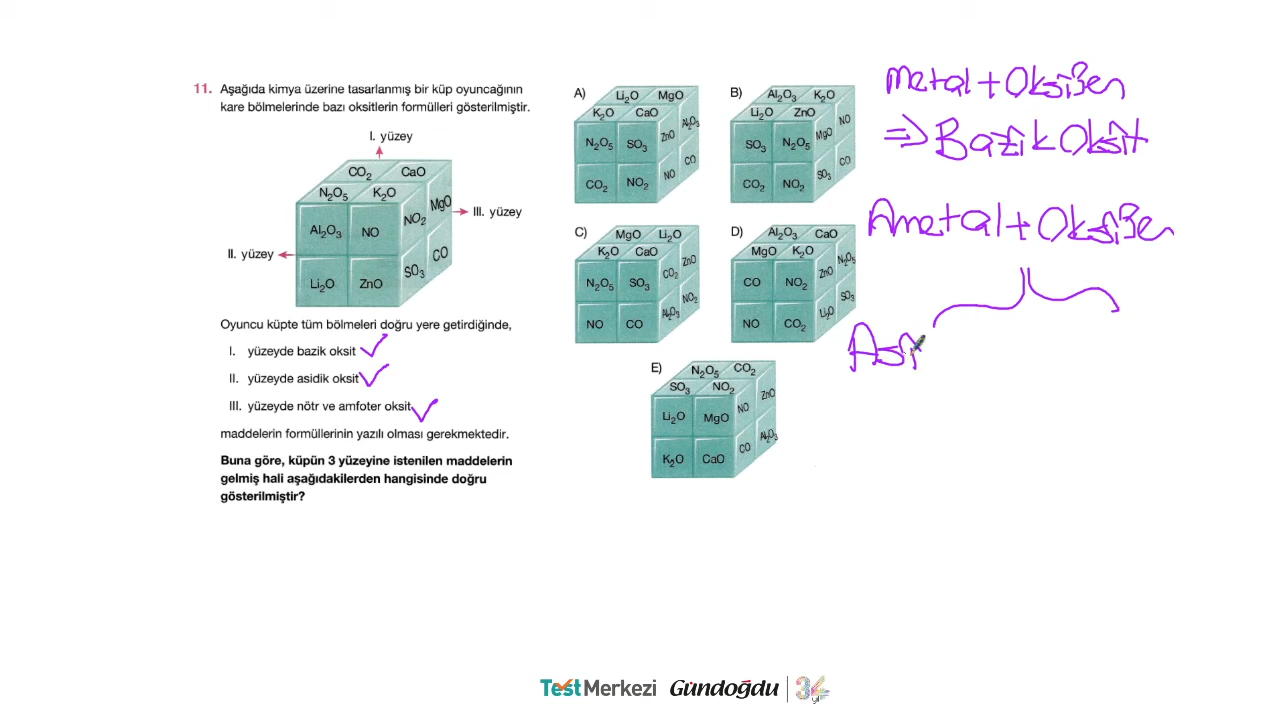 11. Aşağıda kimya üzerine tasarlanmış bir küp oyuncağının
kare bölmelerinde bazı oksitlerin formülleri gösterilmiştir.
I. yüzey
CO₂ CaO
N₂O₅ K₂O
Al₂O₃ NO NO₂ MgO
III. yüzey
II. yüzey
Li₂O ZnO SO₃ CO
Oyuncu küpte tüm bölmeleri doğru yere getirdiğinde,
I. yüzeyde bazik oksit
II. yüzeyde asidik oksit
III. yüzeyde nötr ve amfoter oksit
maddelerin formüllerinin yazılı olması gerekmektedir.
Buna göre, küpün 3 yüzeyine istenilen maddelerin
gelmiş hali aşağıdakilerden hangisinde doğru
gösterilmiştir?
A)
Li₂O MgO
K₂O CaO
N₂O₅ SO₃ ZnO Al₂O₃
CO₂ NO₂ NO CO
B)
Al₂O₃ K₂O
Li₂O ZnO
SO₃ N₂O₅ MgO NO
CO₂ NO₂ SO₃ CO
C)
MgO Li₂O
K₂O CaO
N₂O₅ SO₃ CO₂ ZnO
NO CO Al₂O₃ NO₂
D)
Al₂O₃ CaO
MgO K₂O
CO NO₂ ZnO N₂O₅
NO CO₂ Li₂O SO₃
E)
N₂O₅ CO₂
SO₃ NO₂
Li₂O MgO NO ZnO
K₂O CaO CO Al₂O₃
Metal + Oksijen
⇒ Bazik Oksit
Ametal + Oksijen
Asi
TestMerkezi Gündoğdu 34 yıl